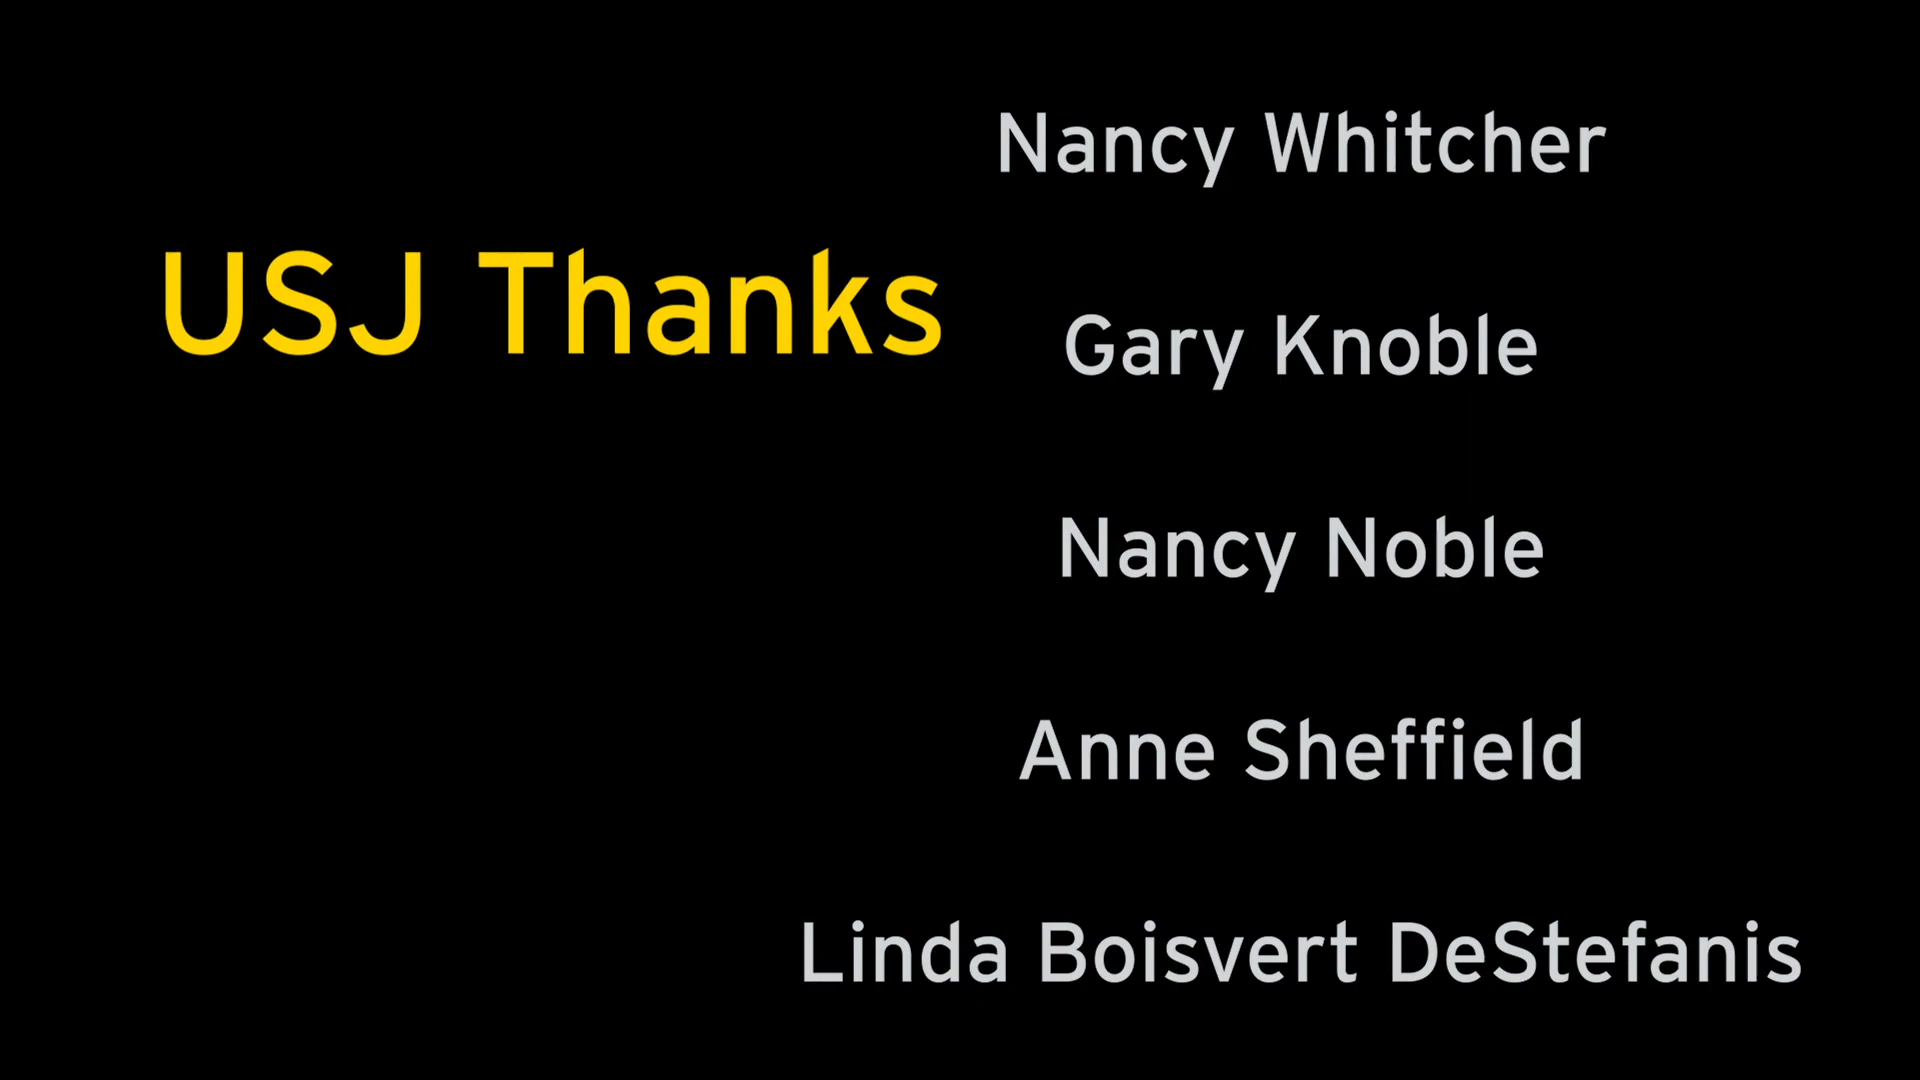 USJ Thanks
Nancy Whitcher
Gary Knoble
Nancy Noble
Anne Sheffield
Linda Boisvert DeStefanis